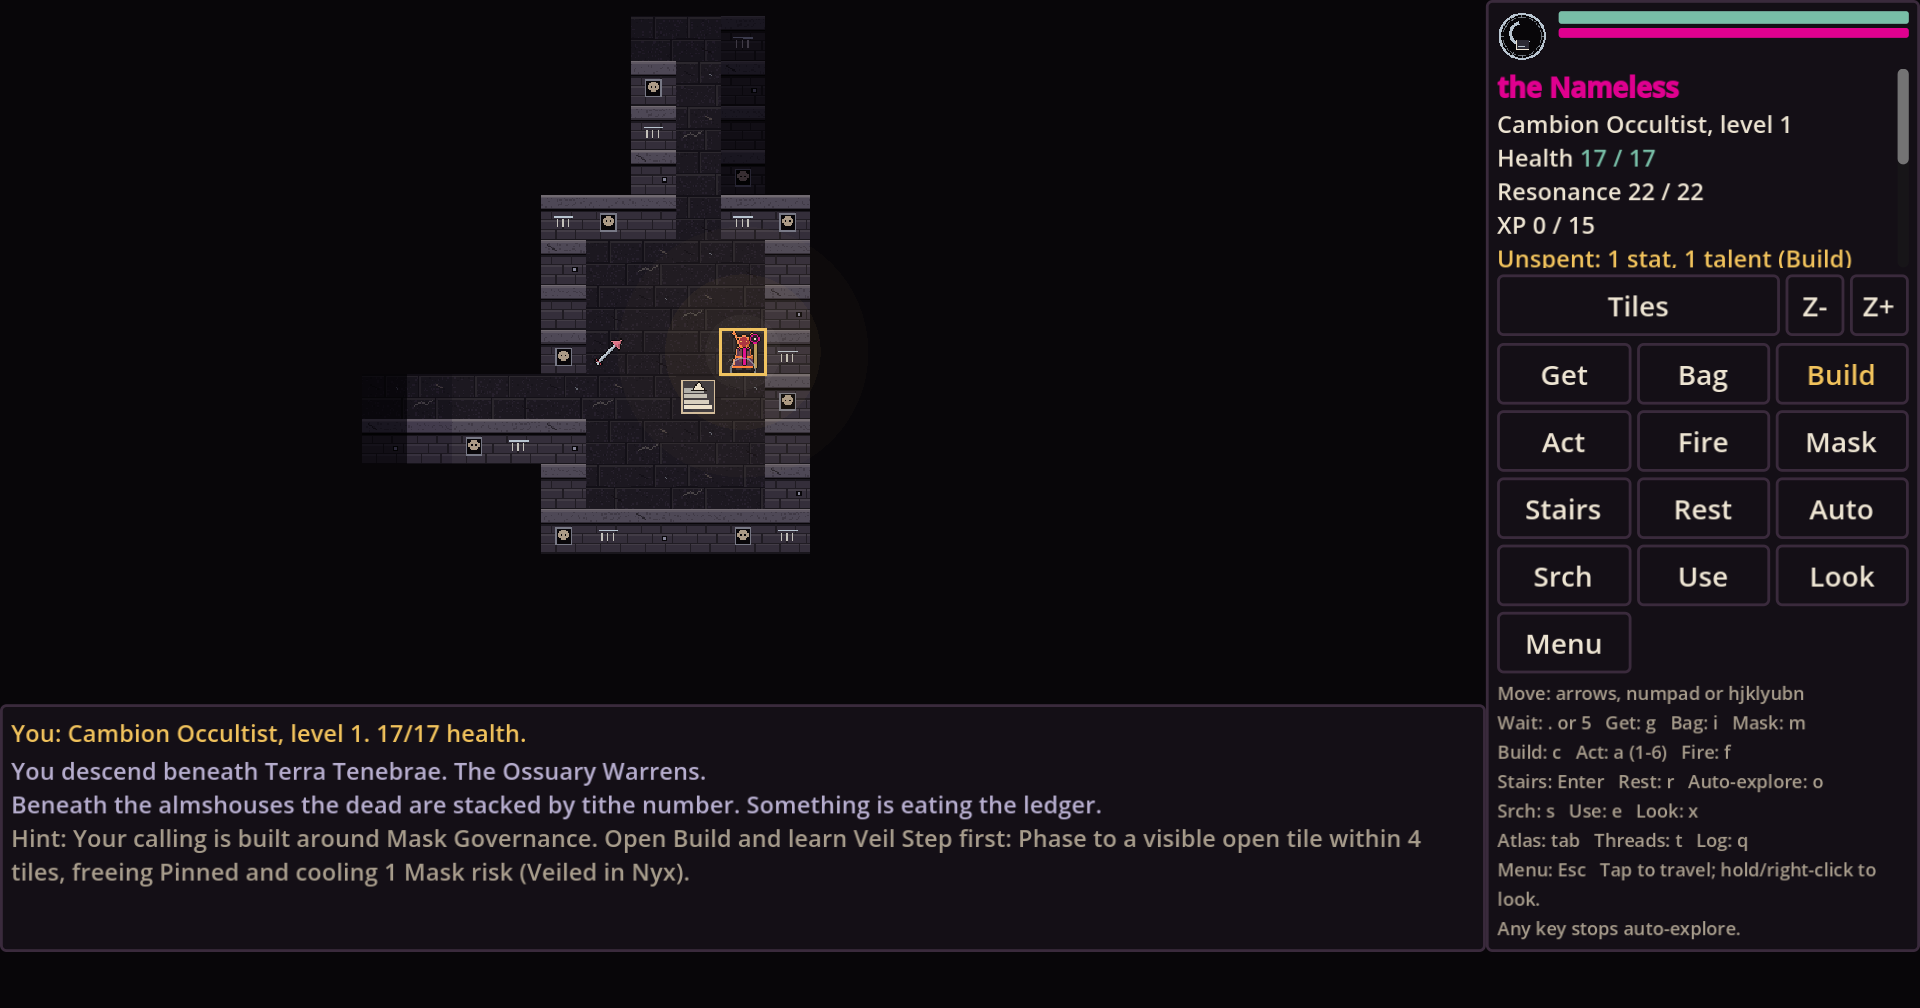 the Nameless
Cambion Occultist, level 1
Health 17 / 17
Resonance 22 / 22
XP 0 / 15
Unspent: 1 stat, 1 talent (Build)
Tiles Z- Z+
Get Bag Build
Act Fire Mask
Stairs Rest Auto
Srch Use Look
Menu
Move: arrows, numpad or hjklyubn
Wait: . or 5 Get: g Bag: i Mask: m
Build: c Act: a (1-6) Fire: f
Stairs: Enter Rest: r Auto-explore: o
Srch: s Use: e Look: x
Atlas: tab Threads: t Log: q
Menu: Esc Tap to travel; hold/right-click to
look.
Any key stops auto-explore.
You: Cambion Occultist, level 1. 17/17 health.
You descend beneath Terra Tenebrae. The Ossuary Warrens.
Beneath the almshouses the dead are stacked by tithe number. Something is eating the ledger.
Hint: Your calling is built around Mask Governance. Open Build and learn Veil Step first: Phase to a visible open tile within 4
tiles, freeing Pinned and cooling 1 Mask risk (Veiled in Nyx).